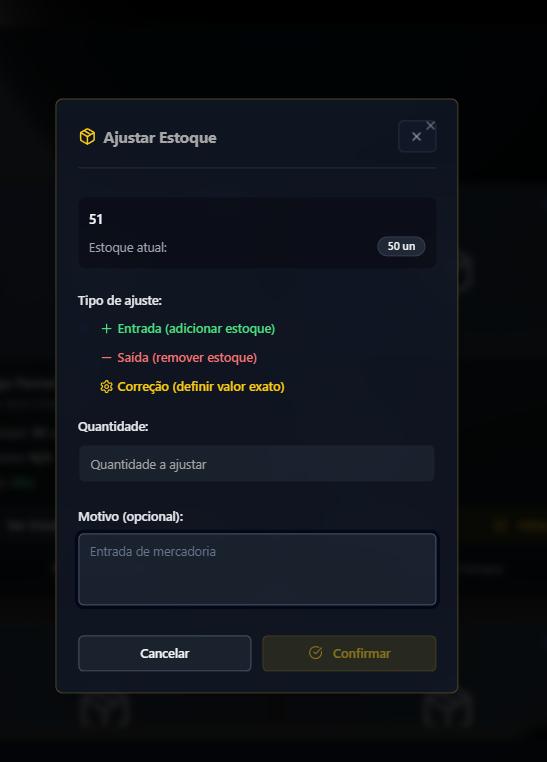 Ajustar Estoque
51
Estoque atual:
50 un
Tipo de ajuste:
Entrada (adicionar estoque)
Saída (remover estoque)
Correção (definir valor exato)
Quantidade:
Quantidade a ajustar
Motivo (opcional):
Entrada de mercadoria
Cancelar
Confirmar